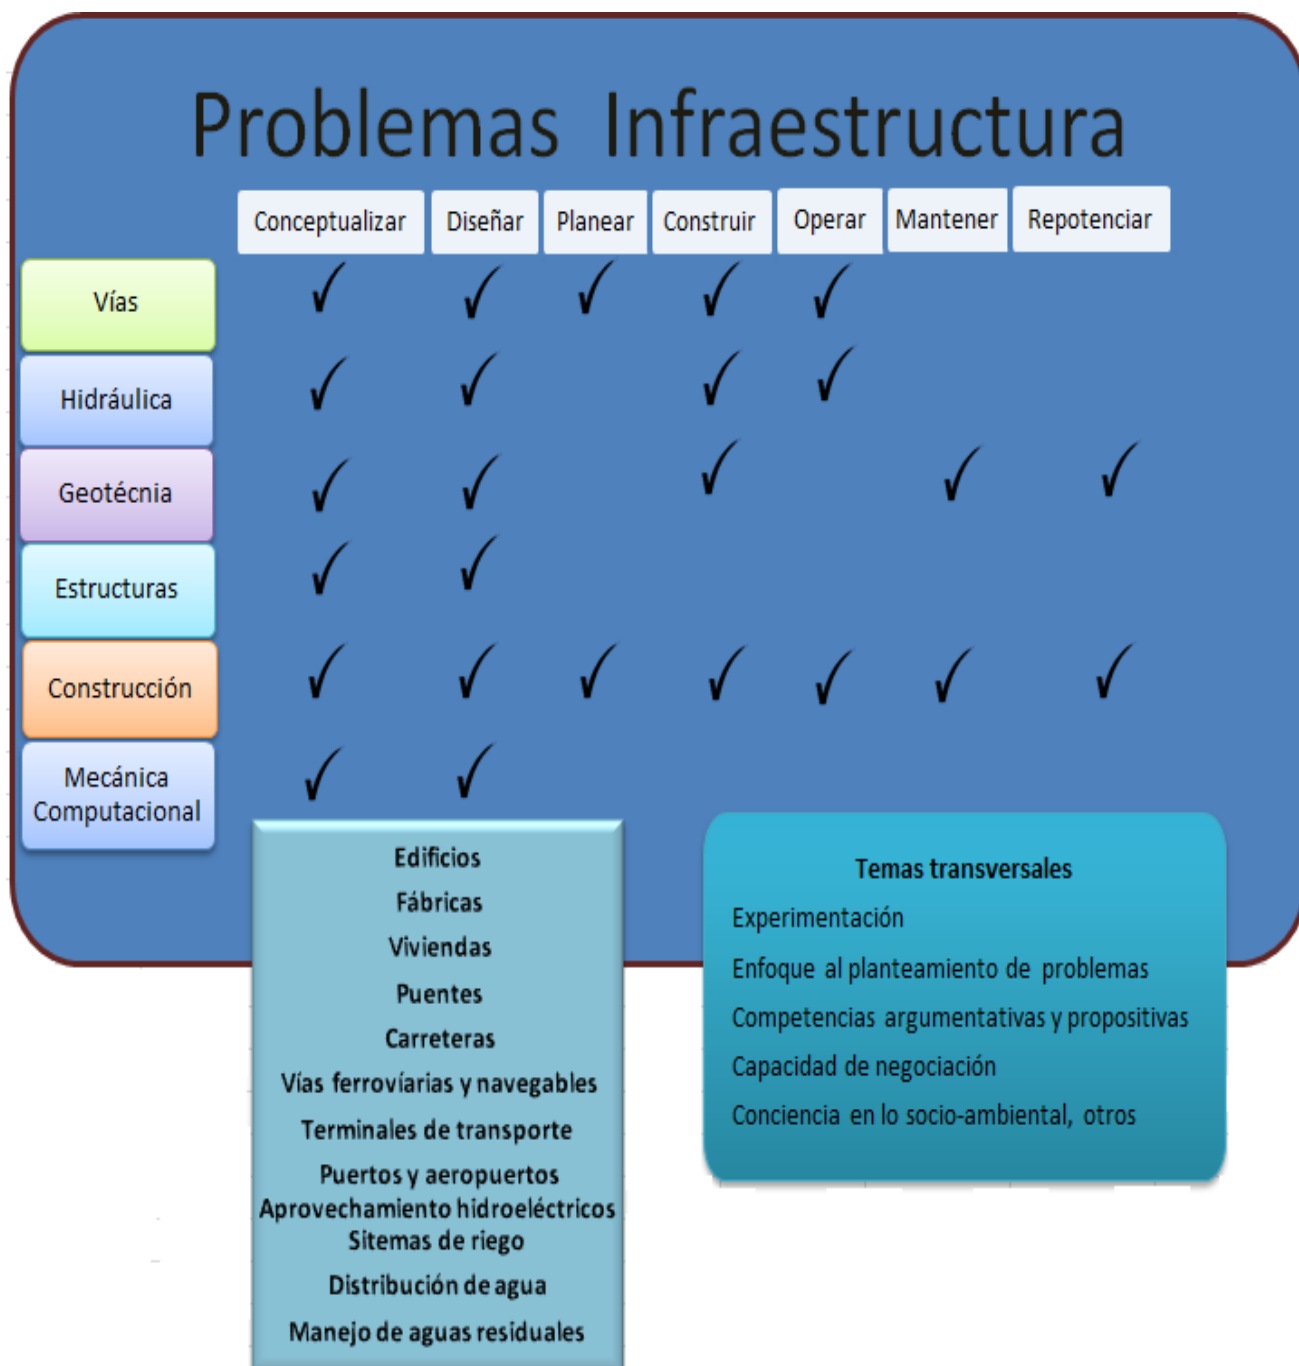 Problemas Infraestructura
Conceptualizar Diseñar Planear Construir Operar Mantener Repotenciar
Vías ✓ ✓ ✓ ✓ ✓
Hidráulica ✓ ✓ ✓ ✓
Geotécnia ✓ ✓ ✓ ✓ ✓
Estructuras ✓ ✓
Construcción ✓ ✓ ✓ ✓ ✓ ✓ ✓
Mecánica
Computacional ✓ ✓
Edificios
Fábricas
Viviendas
Puentes
Carreteras
Vías ferrovíarias y navegables
Terminales de transporte
Puertos y aeropuertos
Aprovechamiento hidroeléctricos
Sitemas de riego
Distribución de agua
Manejo de aguas residuales
Temas transversales
Experimentación
Enfoque al planteamiento de problemas
Competencias argumentativas y propositivas
Capacidad de negociación
Conciencia en lo socio-ambiental, otros